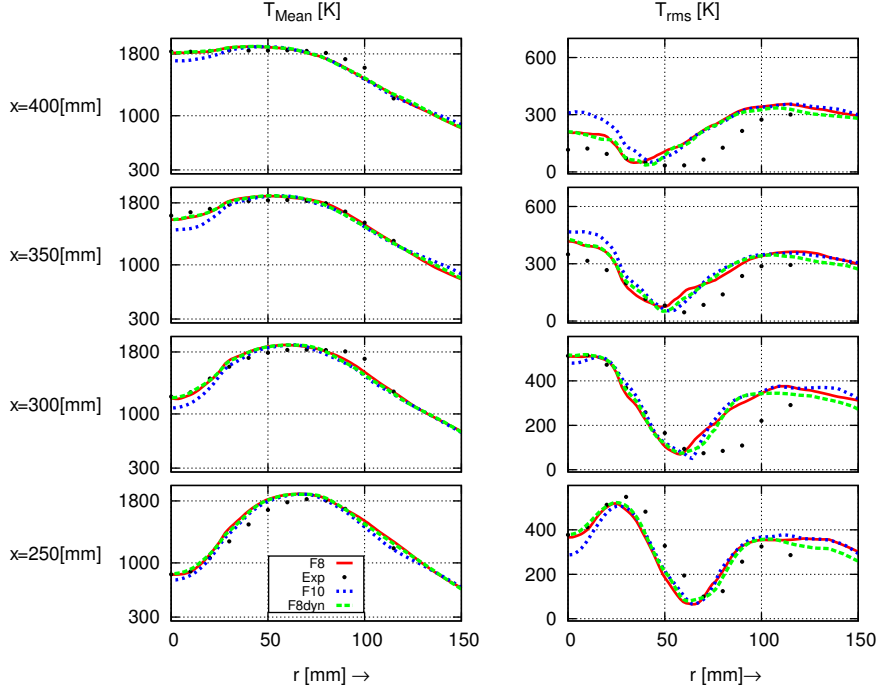 T_Mean [K]
T_rms [K]
x=400[mm]
1800
1000
300
600
300
0
x=350[mm]
1800
1000
300
600
300
0
x=300[mm]
1800
1000
300
400
200
0
x=250[mm]
1800
1000
300
400
200
0
F8
Exp
F10
F8dyn
0 50 100 150
0 50 100 150
r [mm] →
r [mm]→